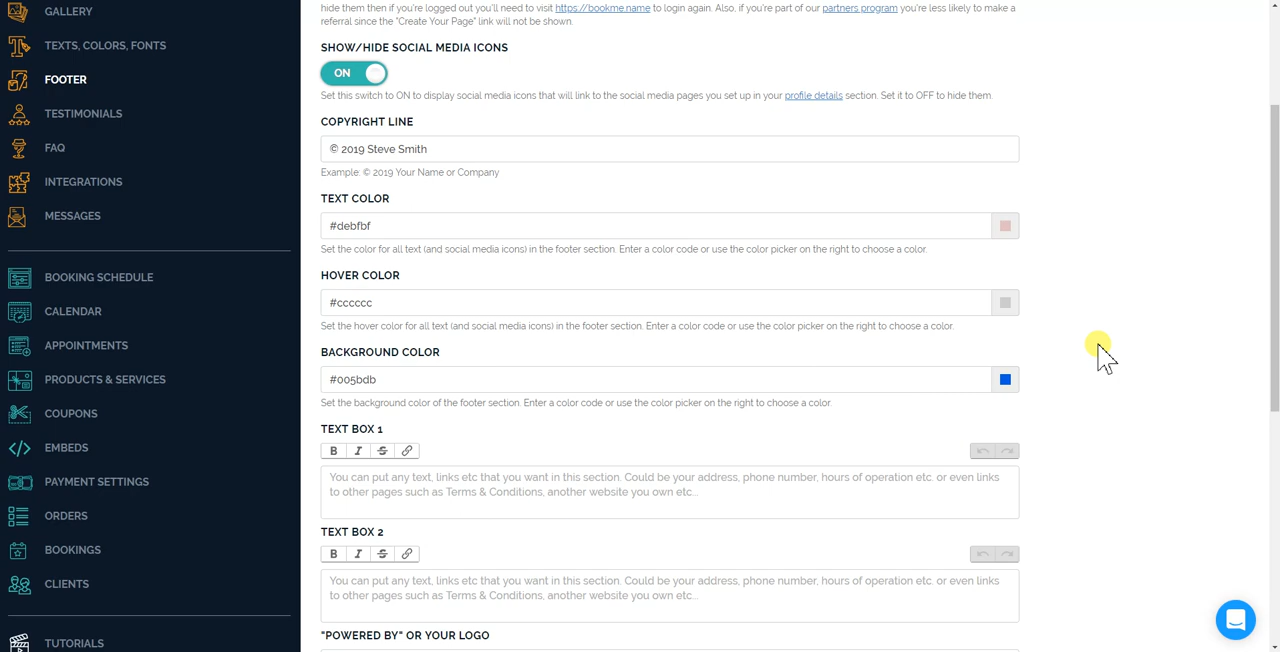 GALLERY
TEXTS, COLORS, FONTS
FOOTER
TESTIMONIALS
FAQ
INTEGRATIONS
MESSAGES
BOOKING SCHEDULE
CALENDAR
APPOINTMENTS
PRODUCTS & SERVICES
COUPONS
EMBEDS
PAYMENT SETTINGS
ORDERS
BOOKINGS
CLIENTS
TUTORIALS
hide them then if you're logged out you'll need to visit https://bookme.name to login again. Also, if you're part of our partners program you're less likely to make a
referral since the "Create Your Page" link will not be shown.
SHOW/HIDE SOCIAL MEDIA ICONS
ON
Set this switch to ON to display social media icons that will link to the social media pages you set up in your profile details section. Set it to OFF to hide them.
COPYRIGHT LINE
© 2019 Steve Smith
Example: © 2019 Your Name or Company
TEXT COLOR
#debfbf
Set the color for all text (and social media icons) in the footer section. Enter a color code or use the color picker on the right to choose a color.
HOVER COLOR
#cccccc
Set the hover color for all text (and social media icons) in the footer section. Enter a color code or use the color picker on the right to choose a color.
BACKGROUND COLOR
#005bdb
Set the background color of the footer section. Enter a color code or use the color picker on the right to choose a color.
TEXT BOX 1
B I S
You can put any text, links etc that you want in this section. Could be your address, phone number, hours of operation etc. or even links
to other pages such as Terms & Conditions, another website you own etc...
TEXT BOX 2
B I S
You can put any text, links etc that you want in this section. Could be your address, phone number, hours of operation etc. or even links
to other pages such as Terms & Conditions, another website you own etc...
"POWERED BY" OR YOUR LOGO